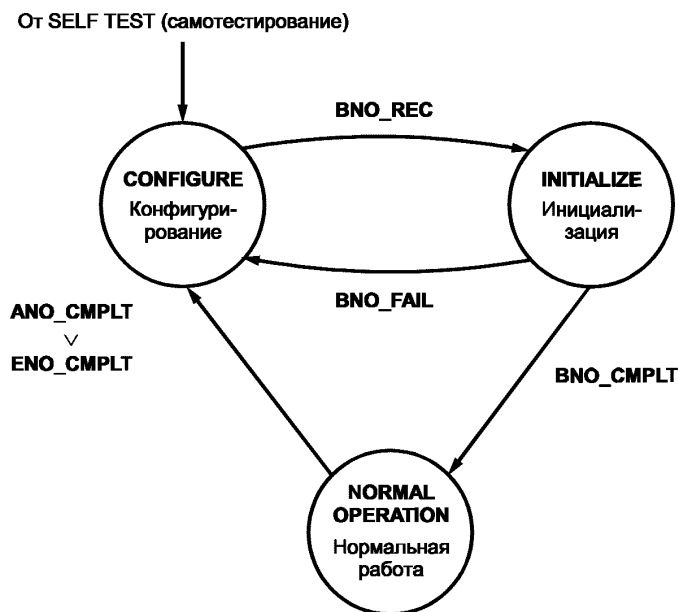 От SELF TEST (самотестирование)
BNO_REC
CONFIGURE
Конфигури-
рование
INITIALIZE
Инициали-
зация
BNO_FAIL
ANO_CMPLT
∨
ENO_CMPLT
BNO_CMPLT
NORMAL
OPERATION
Нормальная
работа